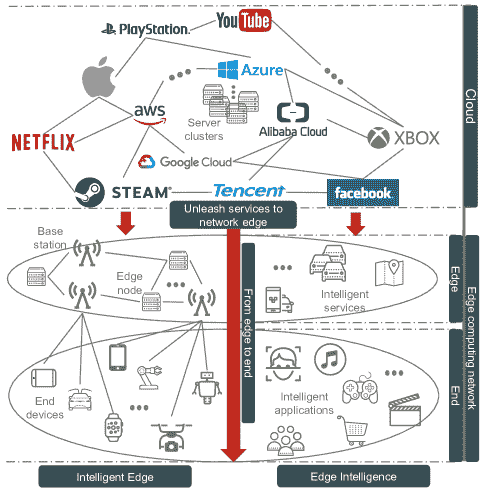 PlayStation.
YouTube
Azure
aws
Server
clusters
Alibaba Cloud
NETFLIX
XBOX
Google Cloud
STEAM®
Tencent
facebook.
Cloud
Unleash services to
network edge
Base
station
Edge
node
Intelligent
services
Edge
From edge to end
Edge computing network
End
devices
Intelligent
applications
End
Intelligent Edge
Edge Intelligence